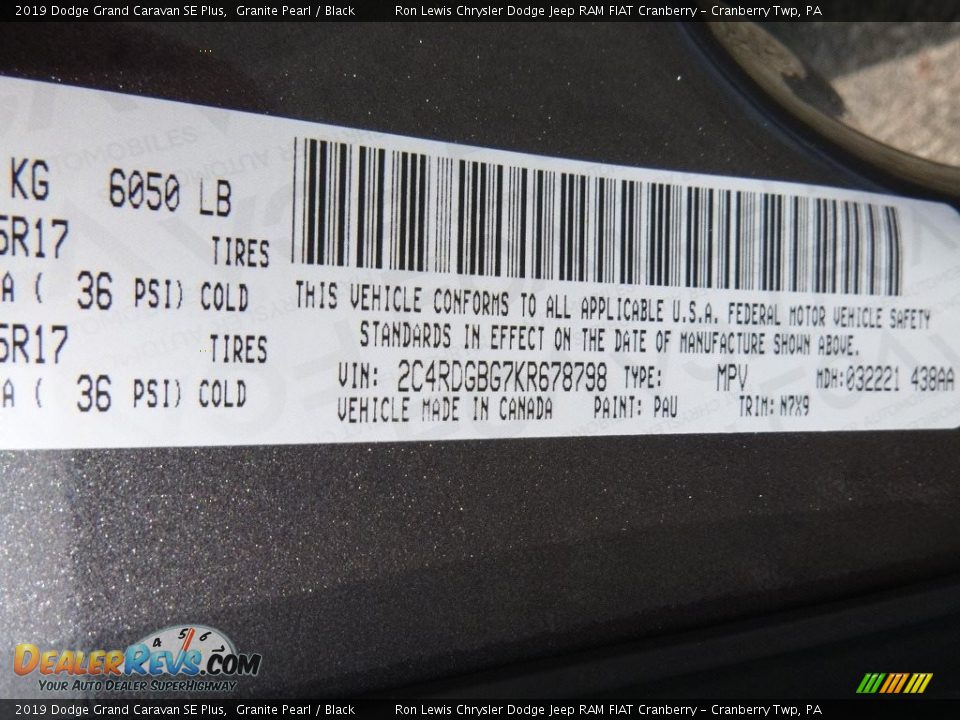 2019 Dodge Grand Caravan SE Plus,  Granite Pearl / Black    Ron Lewis Chrysler Dodge Jeep RAM FIAT Cranberry - Cranberry Twp, PA
KG 6050 LB
5R17 TIRES
A ( 36 PSI) COLD
5R17 TIRES
A ( 36 PSI) COLD
THIS VEHICLE CONFORMS TO ALL APPLICABLE U.S.A. FEDERAL MOTOR VEHICLE SAFETY
STANDARDS IN EFFECT ON THE DATE OF MANUFACTURE SHOWN ABOVE.
VIN: 2C4RDGBG7KR678798 TYPE: MPV MDH:032221 438AA
VEHICLE MADE IN CANADA PAINT: PAU TRIM: N7X9
4 5 6
DEALERREVS.COM
YOUR AUTO DEALER SUPERHIGHWAY
2019 Dodge Grand Caravan SE Plus,  Granite Pearl / Black    Ron Lewis Chrysler Dodge Jeep RAM FIAT Cranberry - Cranberry Twp, PA